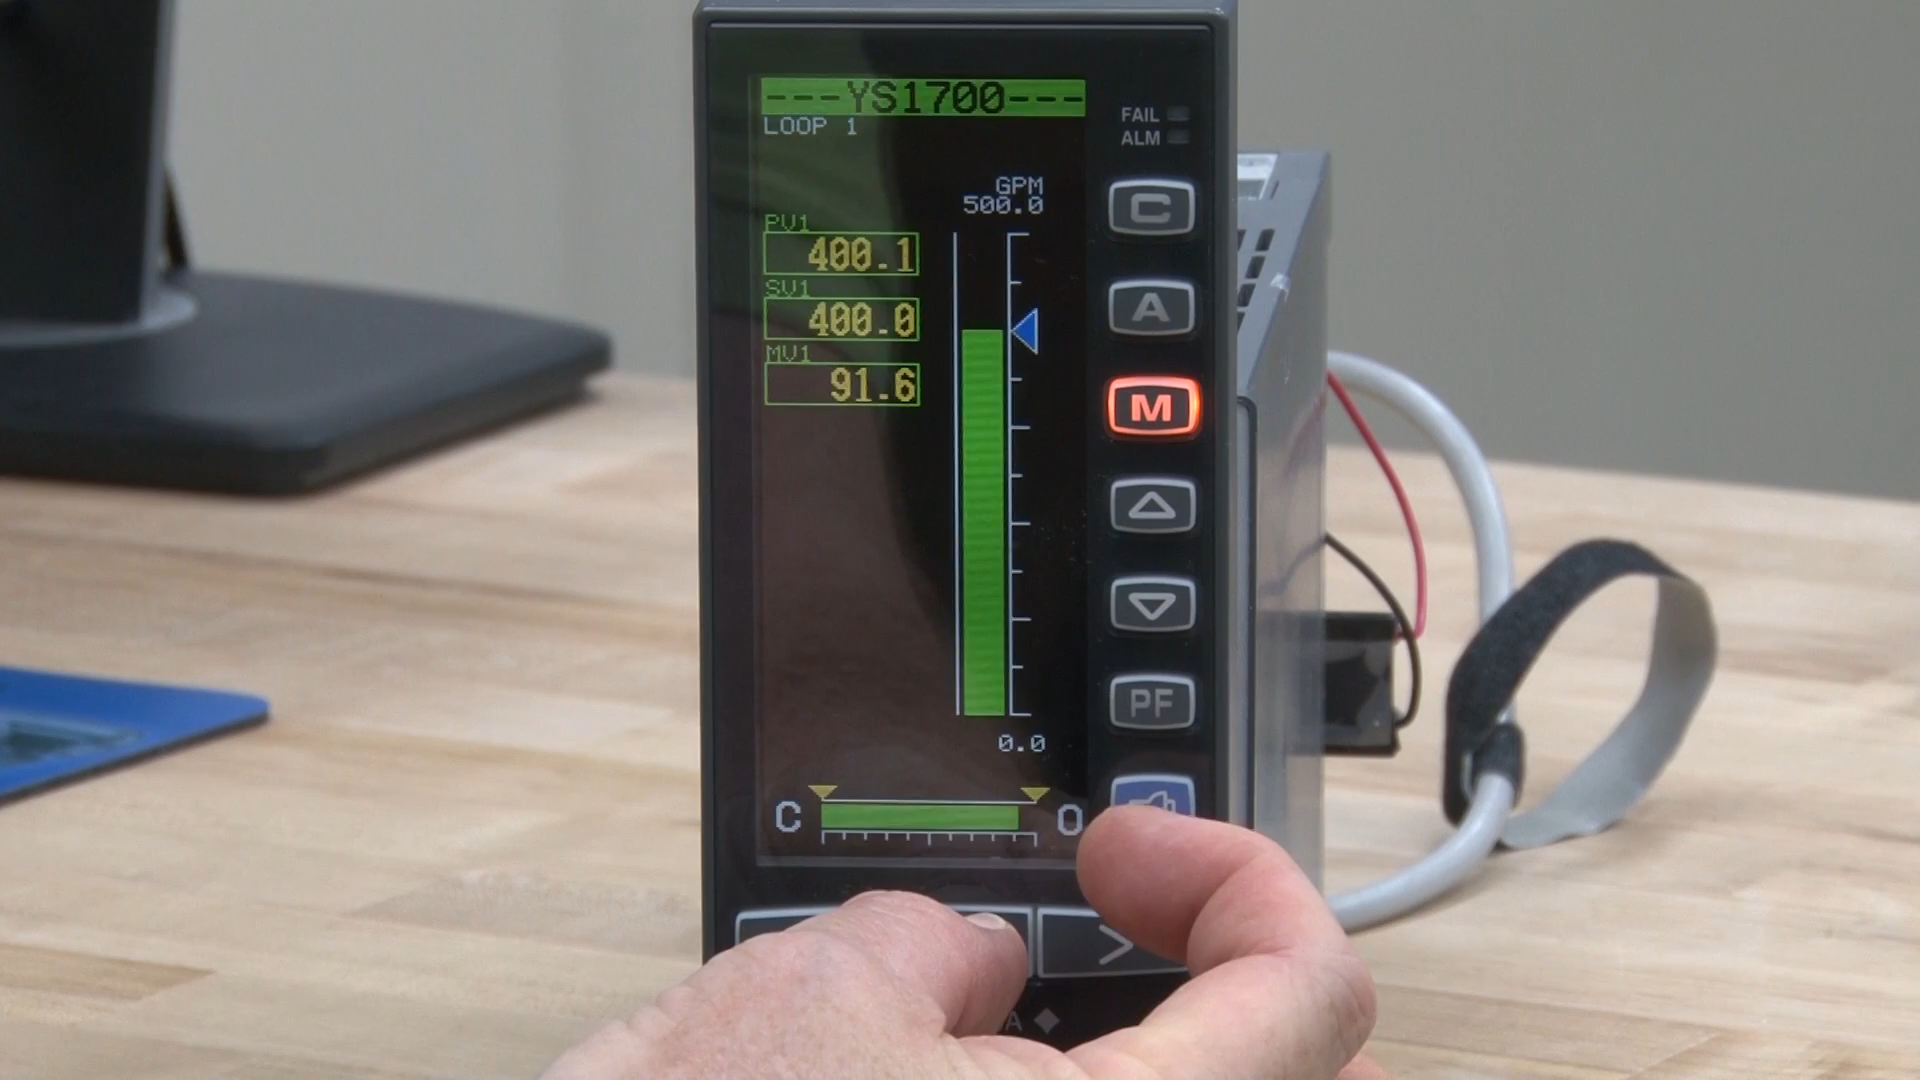 ---YS1700---
LOOP 1
FAIL
ALM
GPM
500.0
C
PV1
400.1
A
SV1
400.0
MV1
91.6
M
PF
0.0
C
O
>
A